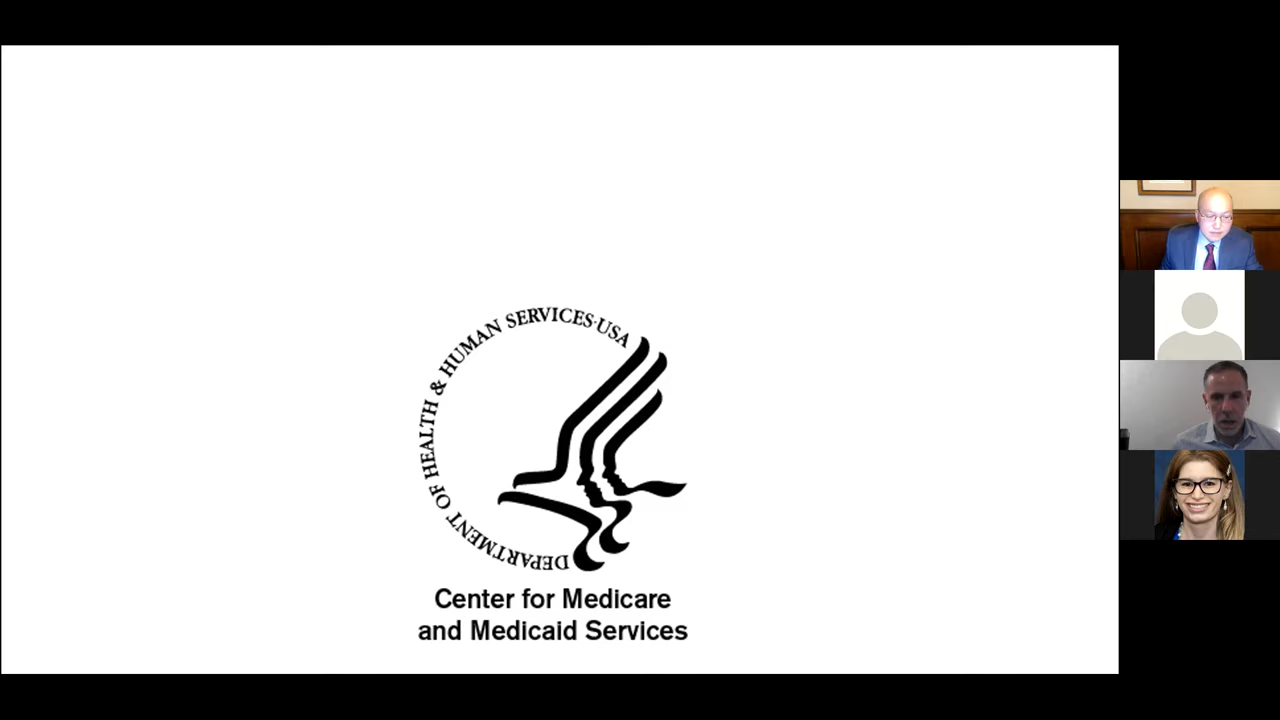 DEPARTMENT OF HEALTH & HUMAN SERVICES·USA
Center for Medicare
and Medicaid Services